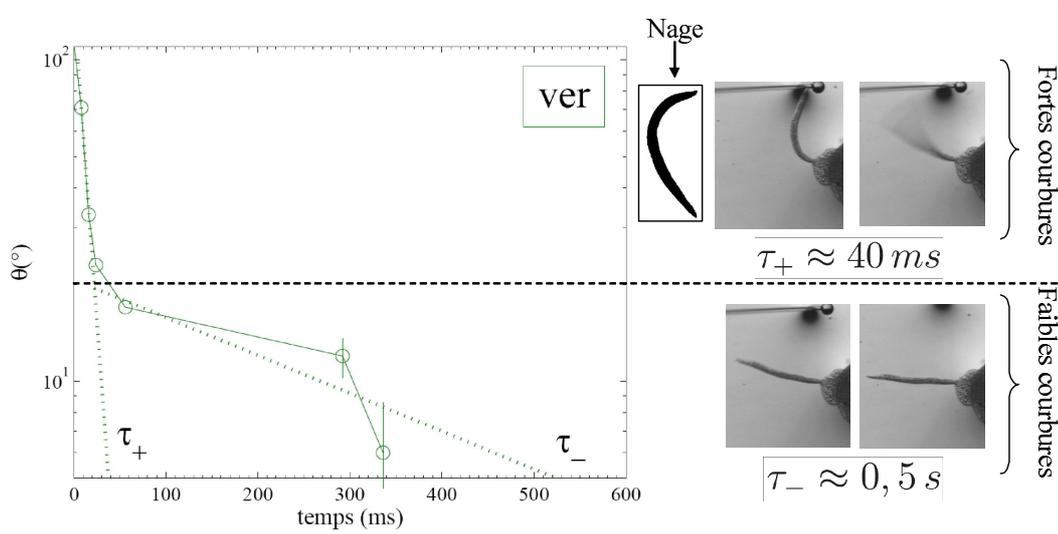 Nage
10²
ver
θ(°)
Fortes courbures
τ₊ ≈ 40 ms
10¹
τ₊
τ₋
0 100 200 300 400 500 600
temps (ms)
Faibles courbures
τ₋ ≈ 0, 5 s